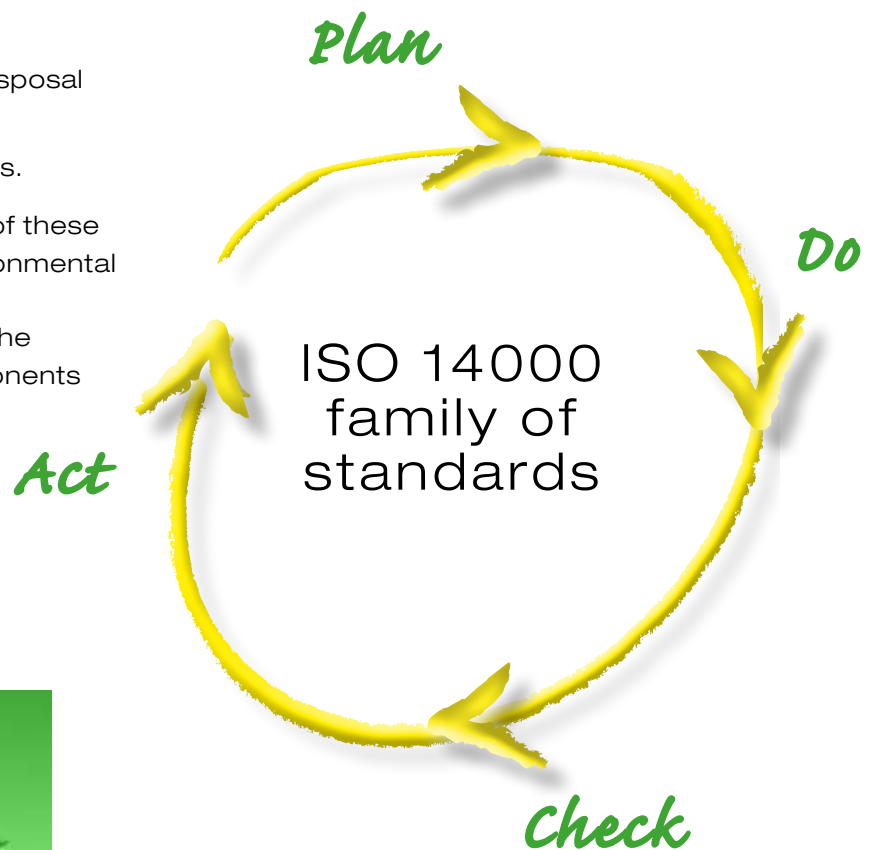 Plan
sposal
s.
of these
onmental
he
onents
Do
ISO 14000
family of
standards
Act
Check